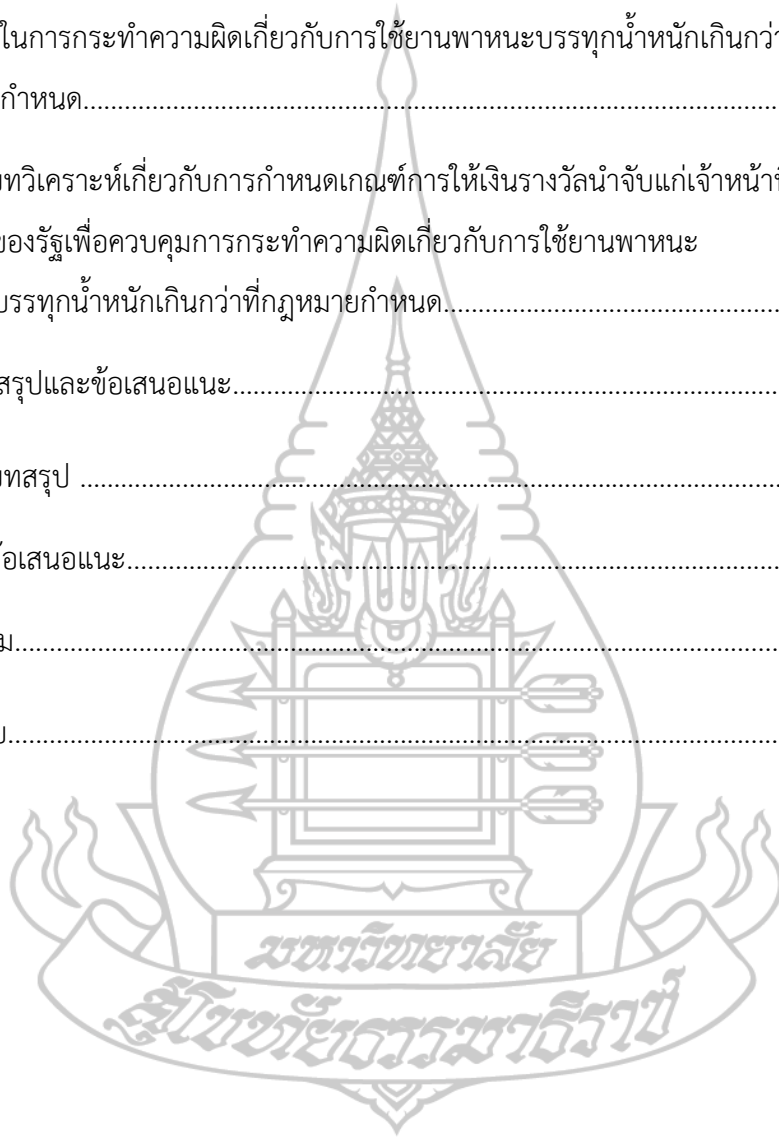 ในการกระทำความผิดเกี่ยวกับการใช้ยานพาหนะบรรทุกน้ำหนักเกินกว่า
กำหนด................................................................................
วิเคราะห์เกี่ยวกับการกำหนดเกณฑ์การให้เงินรางวัลนำจับแก่เจ้าหน้าที่
ของรัฐเพื่อควบคุมการกระทำความผิดเกี่ยวกับการใช้ยานพาหนะ
บรรทุกน้ำหนักเกินกว่าที่กฎหมายกำหนด.......................................
สรุปและข้อเสนอแนะ...............................................................
บทสรุป ................................................................................
ข้อเสนอแนะ...........................................................................
มหาวิทยาลัย
สุโขทัยธรรมาธิราช